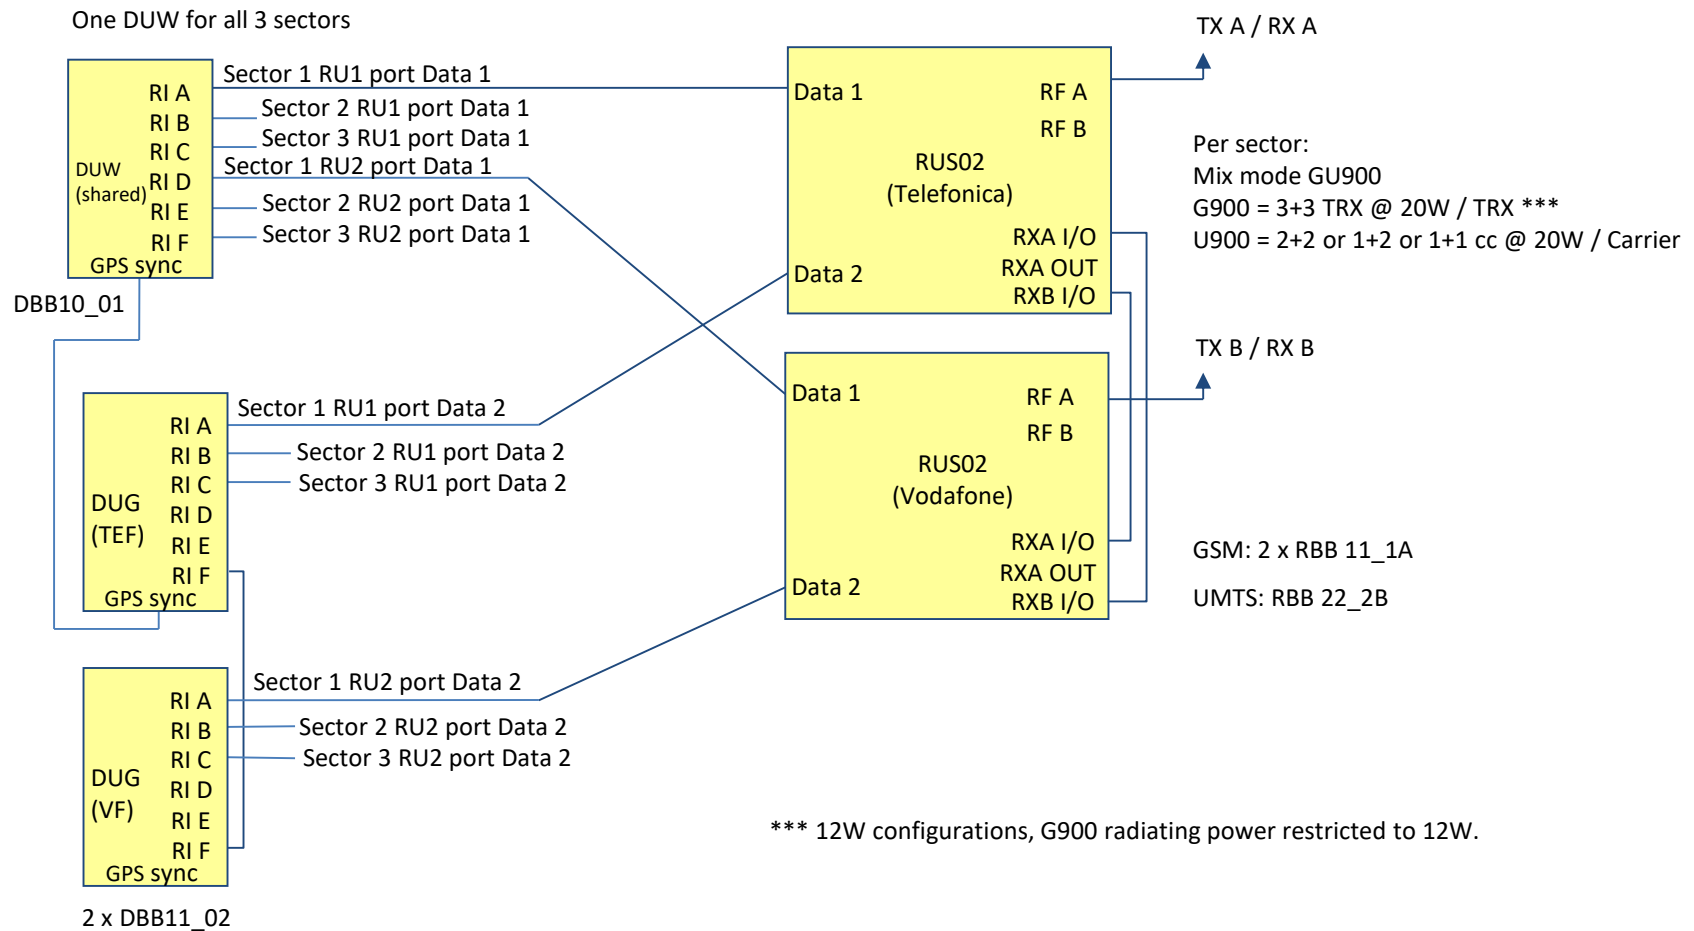 One DUW for all 3 sectors
RI A
RI B
RI C
DUW
(shared)
RI D
RI E
RI F
GPS sync
DBB10_01
Sector 1 RU1 port Data 1
Sector 2 RU1 port Data 1
Sector 3 RU1 port Data 1
Sector 1 RU2 port Data 1
Sector 2 RU2 port Data 1
Sector 3 RU2 port Data 1
RI A
RI B
RI C
DUG
(TEF)
RI D
RI E
RI F
GPS sync
Sector 1 RU1 port Data 2
Sector 2 RU1 port Data 2
Sector 3 RU1 port Data 2
RI A
RI B
RI C
DUG
(VF)
RI D
RI E
RI F
GPS sync
2 x DBB11_02
Sector 1 RU2 port Data 2
Sector 2 RU2 port Data 2
Sector 3 RU2 port Data 2
Data 1
RF A
RF B
RUS02
(Telefonica)
RXA I/O
RXA OUT
RXB I/O
Data 2
Data 1
RF A
RF B
RUS02
(Vodafone)
RXA I/O
RXA OUT
RXB I/O
Data 2
TX A / RX A
Per sector:
Mix mode GU900
G900 = 3+3 TRX @ 20W / TRX ***
U900 = 2+2 or 1+2 or 1+1 cc @ 20W / Carrier
TX B / RX B
GSM: 2 x RBB 11_1A
UMTS: RBB 22_2B
*** 12W configurations, G900 radiating power restricted to 12W.